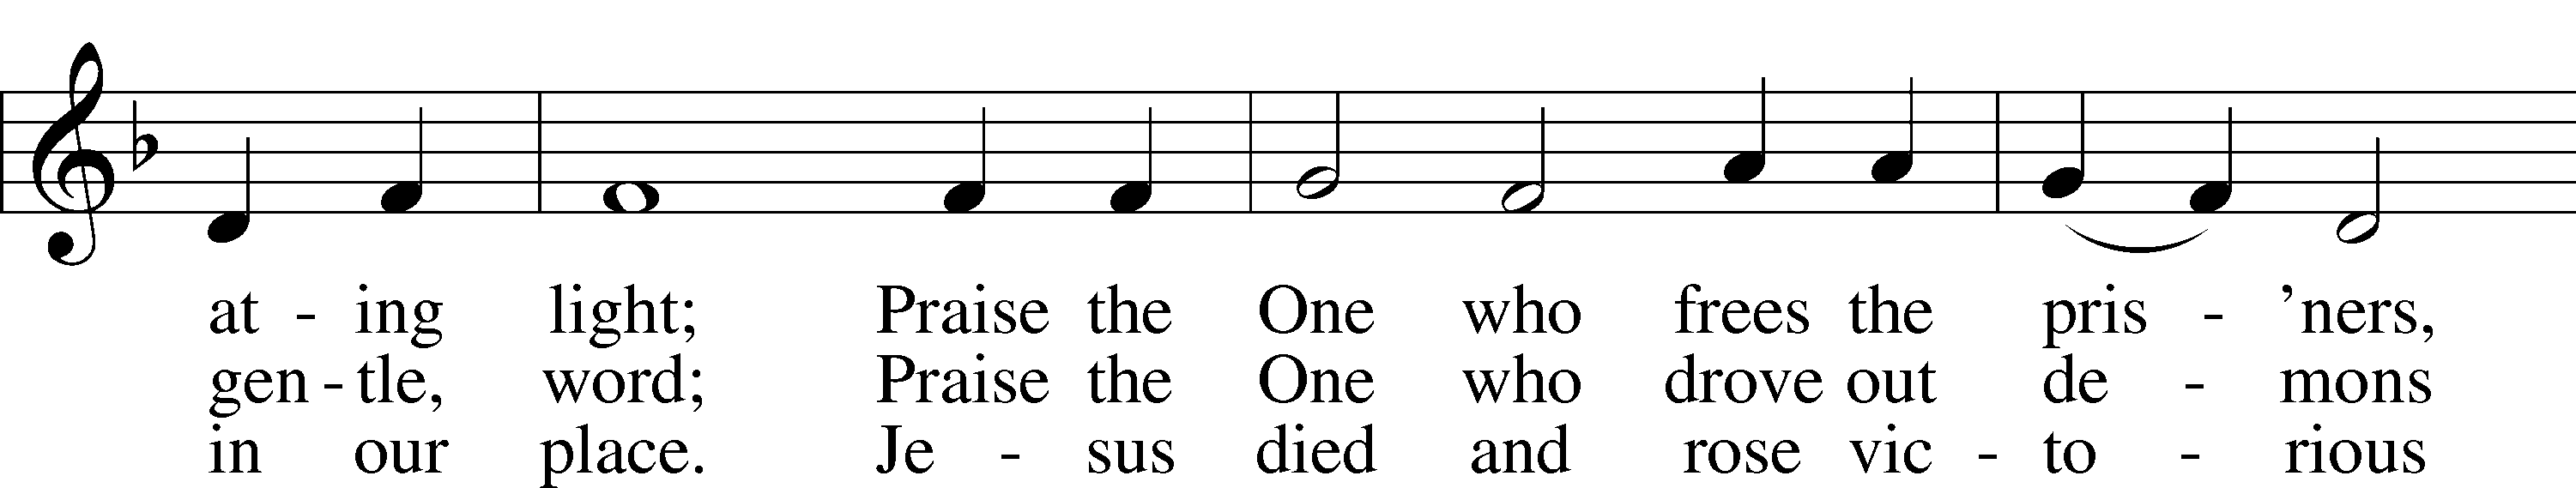 at - ing light; Praise the One who frees the pris - ’ners,
gen - tle, word; Praise the One who drove out de - mons
in our place. Je - sus died and rose vic - to - rious